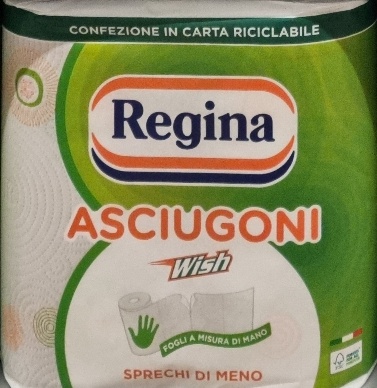 CONFEZIONE IN CARTA RICICLABILE
Regina
ASCIUGONI
Wish
FOGLI A MISURA DI MANO
SPRECHI DI MENO